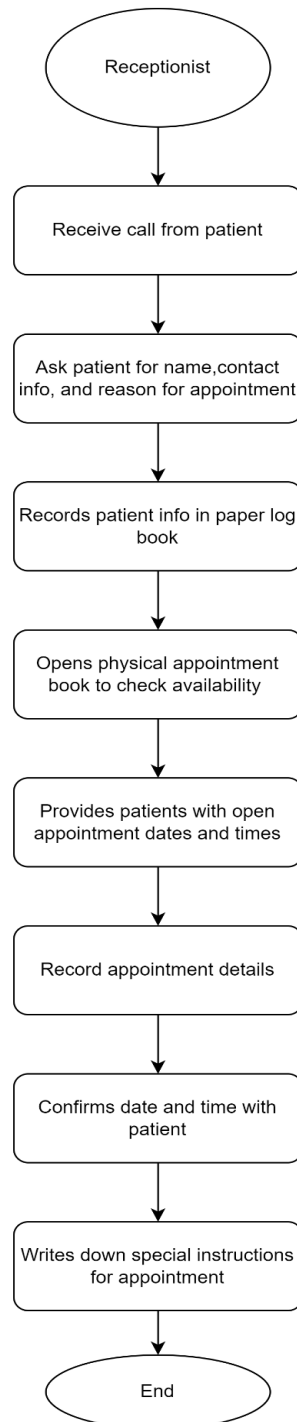 Receptionist
Receive call from patient
Ask patient for name,contact
info, and reason for appointment
Records patient info in paper log
book
Opens physical appointment
book to check availability
Provides patients with open
appointment dates and times
Record appointment details
Confirms date and time with
patient
Writes down special instructions
for appointment
End